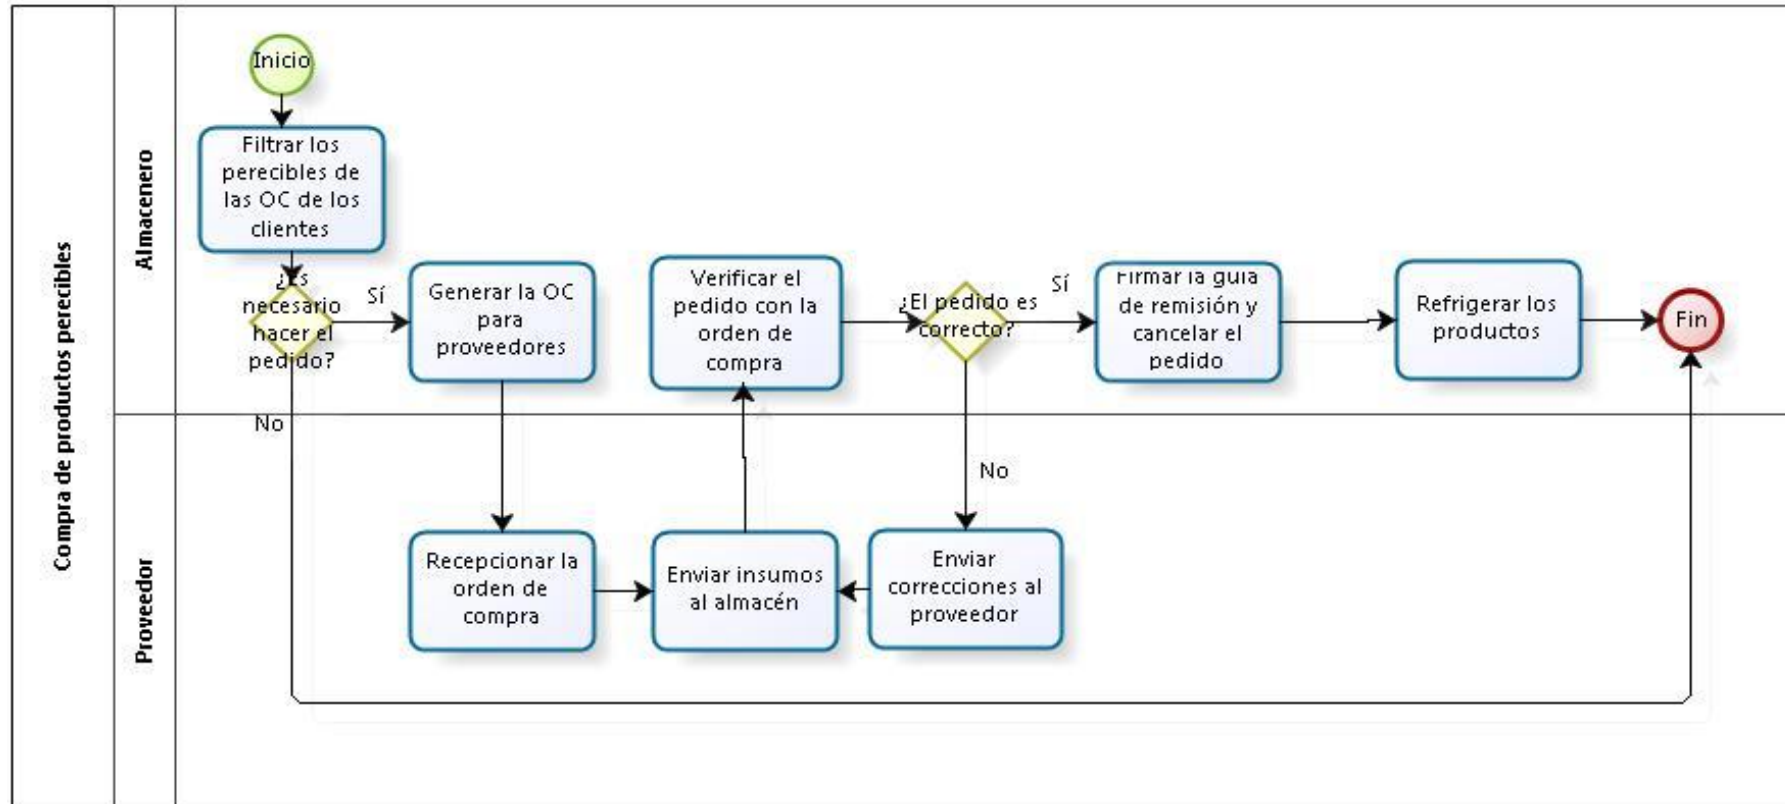 Compra de productos perecibles
Almacenero
Proveedor
Inicio
Filtrar los
perecibles de
las OC de los
clientes
¿Es
necesario
hacer el
pedido?
Sí
No
Generar la OC
para
proveedores
Recepcionar la
orden de
compra
Enviar insumos
al almacén
Verificar el
pedido con la
orden de
compra
¿El pedido es
correcto?
Sí
No
Enviar
correcciones al
proveedor
Firmar la guía
de remisión y
cancelar el
pedido
Refrigerar los
productos
Fin